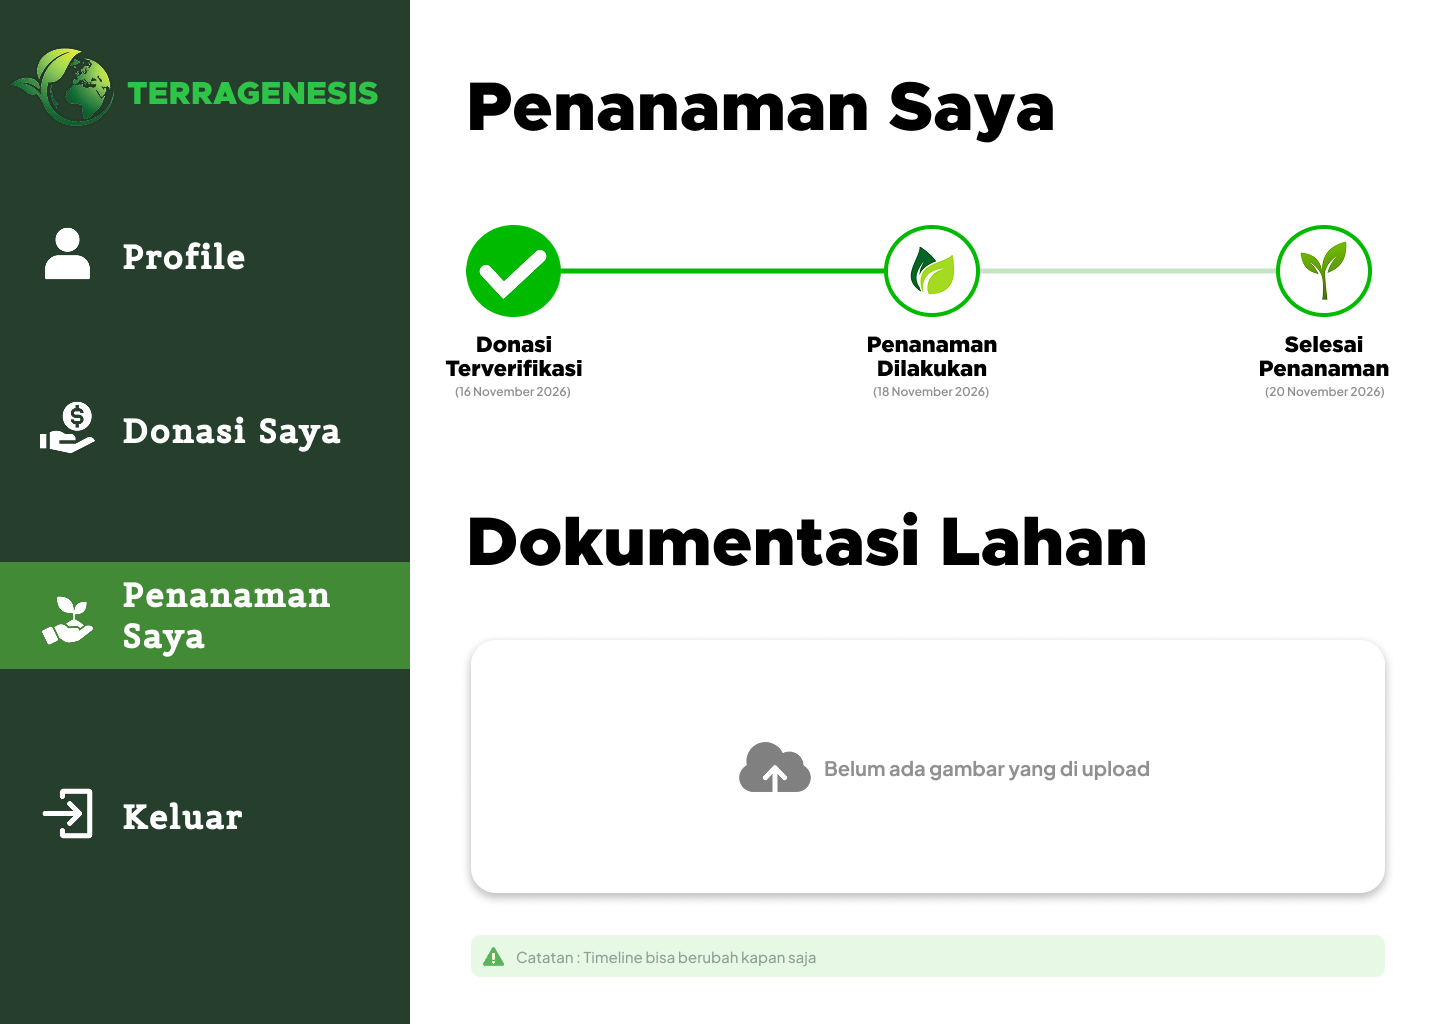 TERRAGENESIS
Profile
Donasi Saya
Penanaman
Saya
Keluar
Penanaman Saya
Donasi
Terverifikasi
(16 November 2026)
Penanaman
Dilakukan
(18 November 2026)
Selesai
Penanaman
(20 November 2026)
Dokumentasi Lahan
Belum ada gambar yang di upload
Catatan : Timeline bisa berubah kapan saja